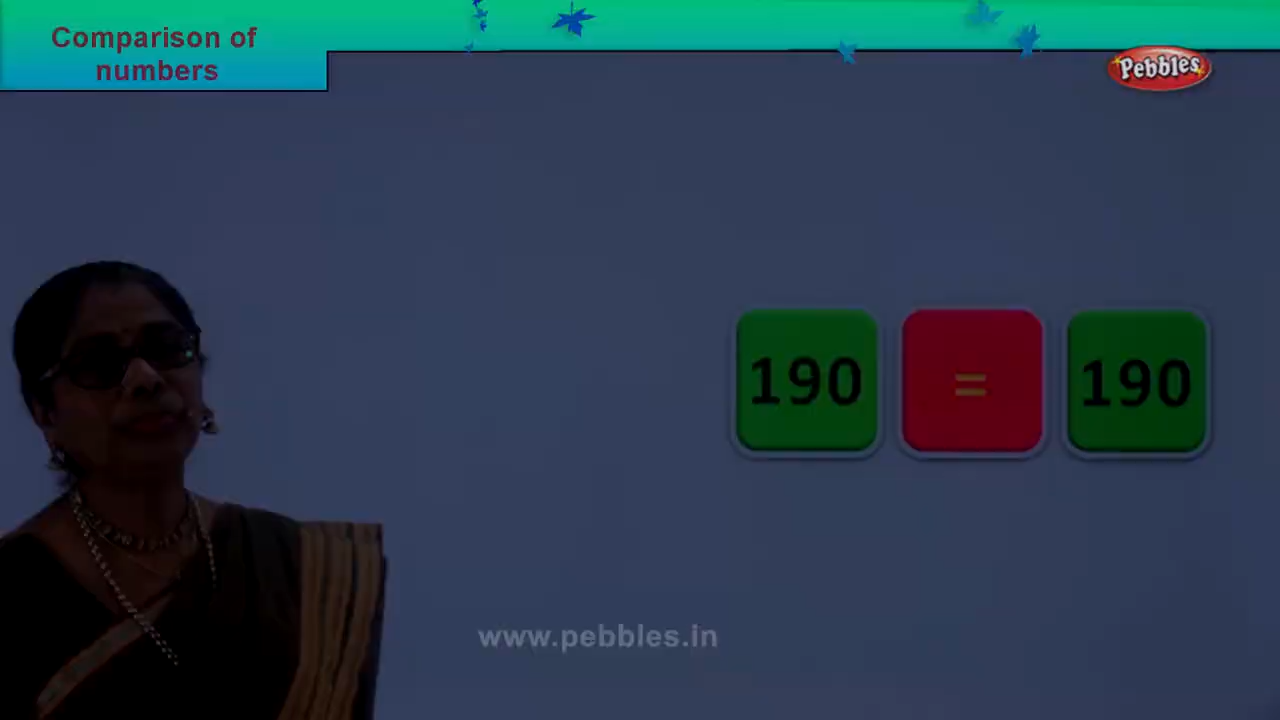 Comparison of
numbers
Pebbles
190 = 190
www.pebbles.in